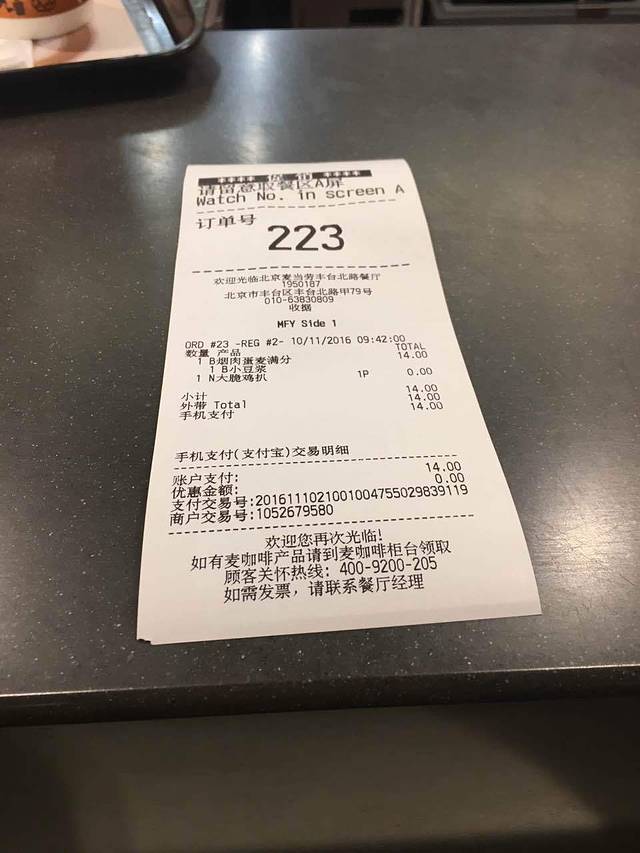 **** 促销 ****
请留意取餐区A屏
Watch No. in screen A
订单号
223
欢迎光临北京麦当劳丰台北路餐厅
1950187
北京市丰台区丰台北路甲79号
010-63830809
收据
MFY Side 1
ORD #23 -REG #2- 10/11/2016 09:42:00
数量 产品 TOTAL
1 B烟肉蛋麦满分 14.00
1 B小豆浆
1 N大脆鸡扒 1P 0.00
小计 14.00
外带 Total 14.00
手机支付 14.00
手机支付(支付宝)交易明细
账户支付: 14.00
优惠金额: 0.00
支付交易号:2016111021001004755029839119
商户交易号:1052679580
欢迎您再次光临!
如有麦咖啡产品请到麦咖啡柜台领取
顾客关怀热线: 400-9200-205
如需发票，请联系餐厅经理